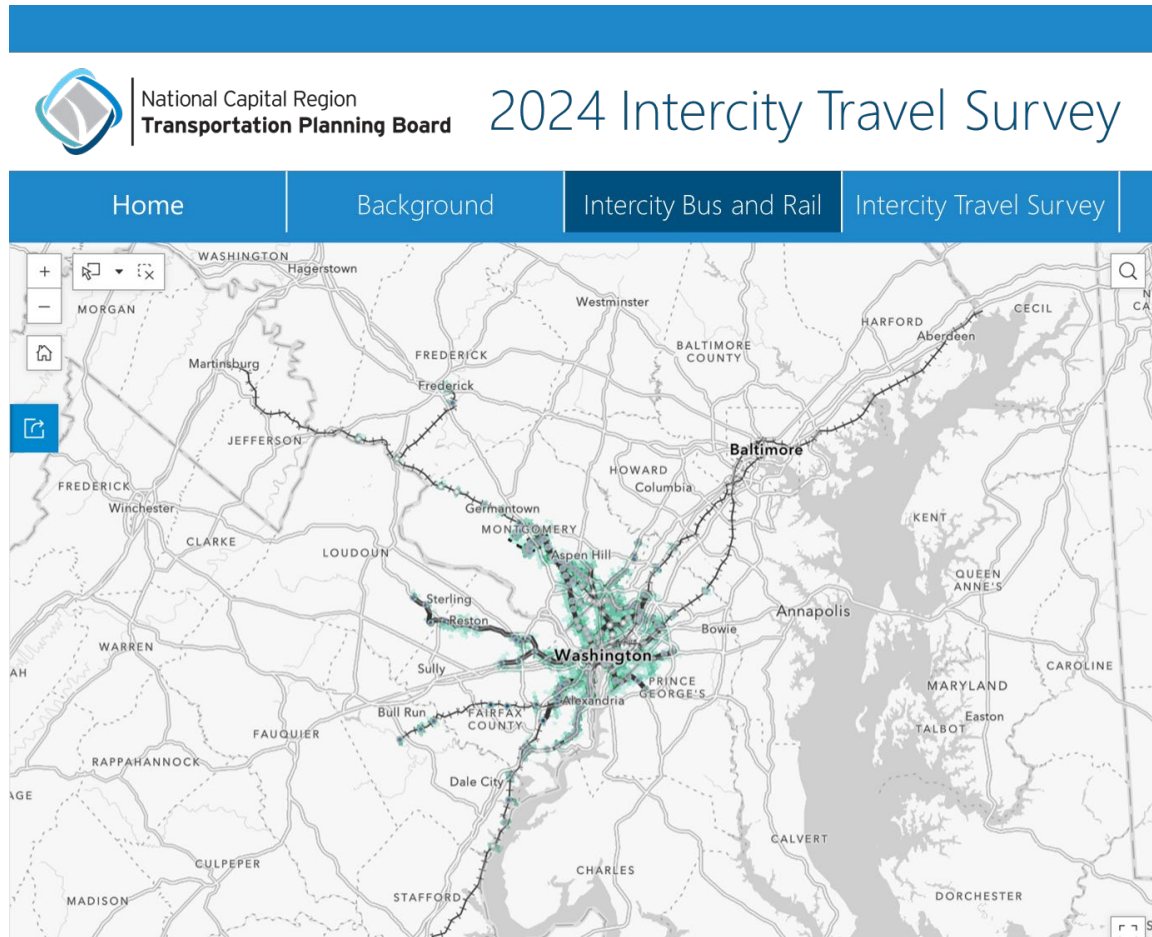 National Capital Region
Transportation Planning Board
2024 Intercity Travel Survey
Home
Background
Intercity Bus and Rail
Intercity Travel Survey
WASHINGTON
Hagerstown
MORGAN
Westminster
CECIL
HARFORD
Aberdeen
BALTIMORE
COUNTY
Martinsburg
FREDERICK
Frederick
JEFFERSON
Baltimore
HOWARD
Columbia
FREDERICK
Winchester
Germantown
MONTGOMERY
KENT
CLARKE
LOUDOUN
Aspen Hill
QUEEN
ANNE'S
Sterling
Reston
Annapolis
Bowie
WARREN
Washington
Sully
CAROLINE
PRINCE
GEORGE'S
MARYLAND
Alexandria
Bull Run
FAIRFAX
COUNTY
Easton
TALBOT
FAUQUIER
RAPPAHANNOCK
Dale City
CALVERT
CULPEPER
CHARLES
MADISON
STAFFORD
DORCHESTER